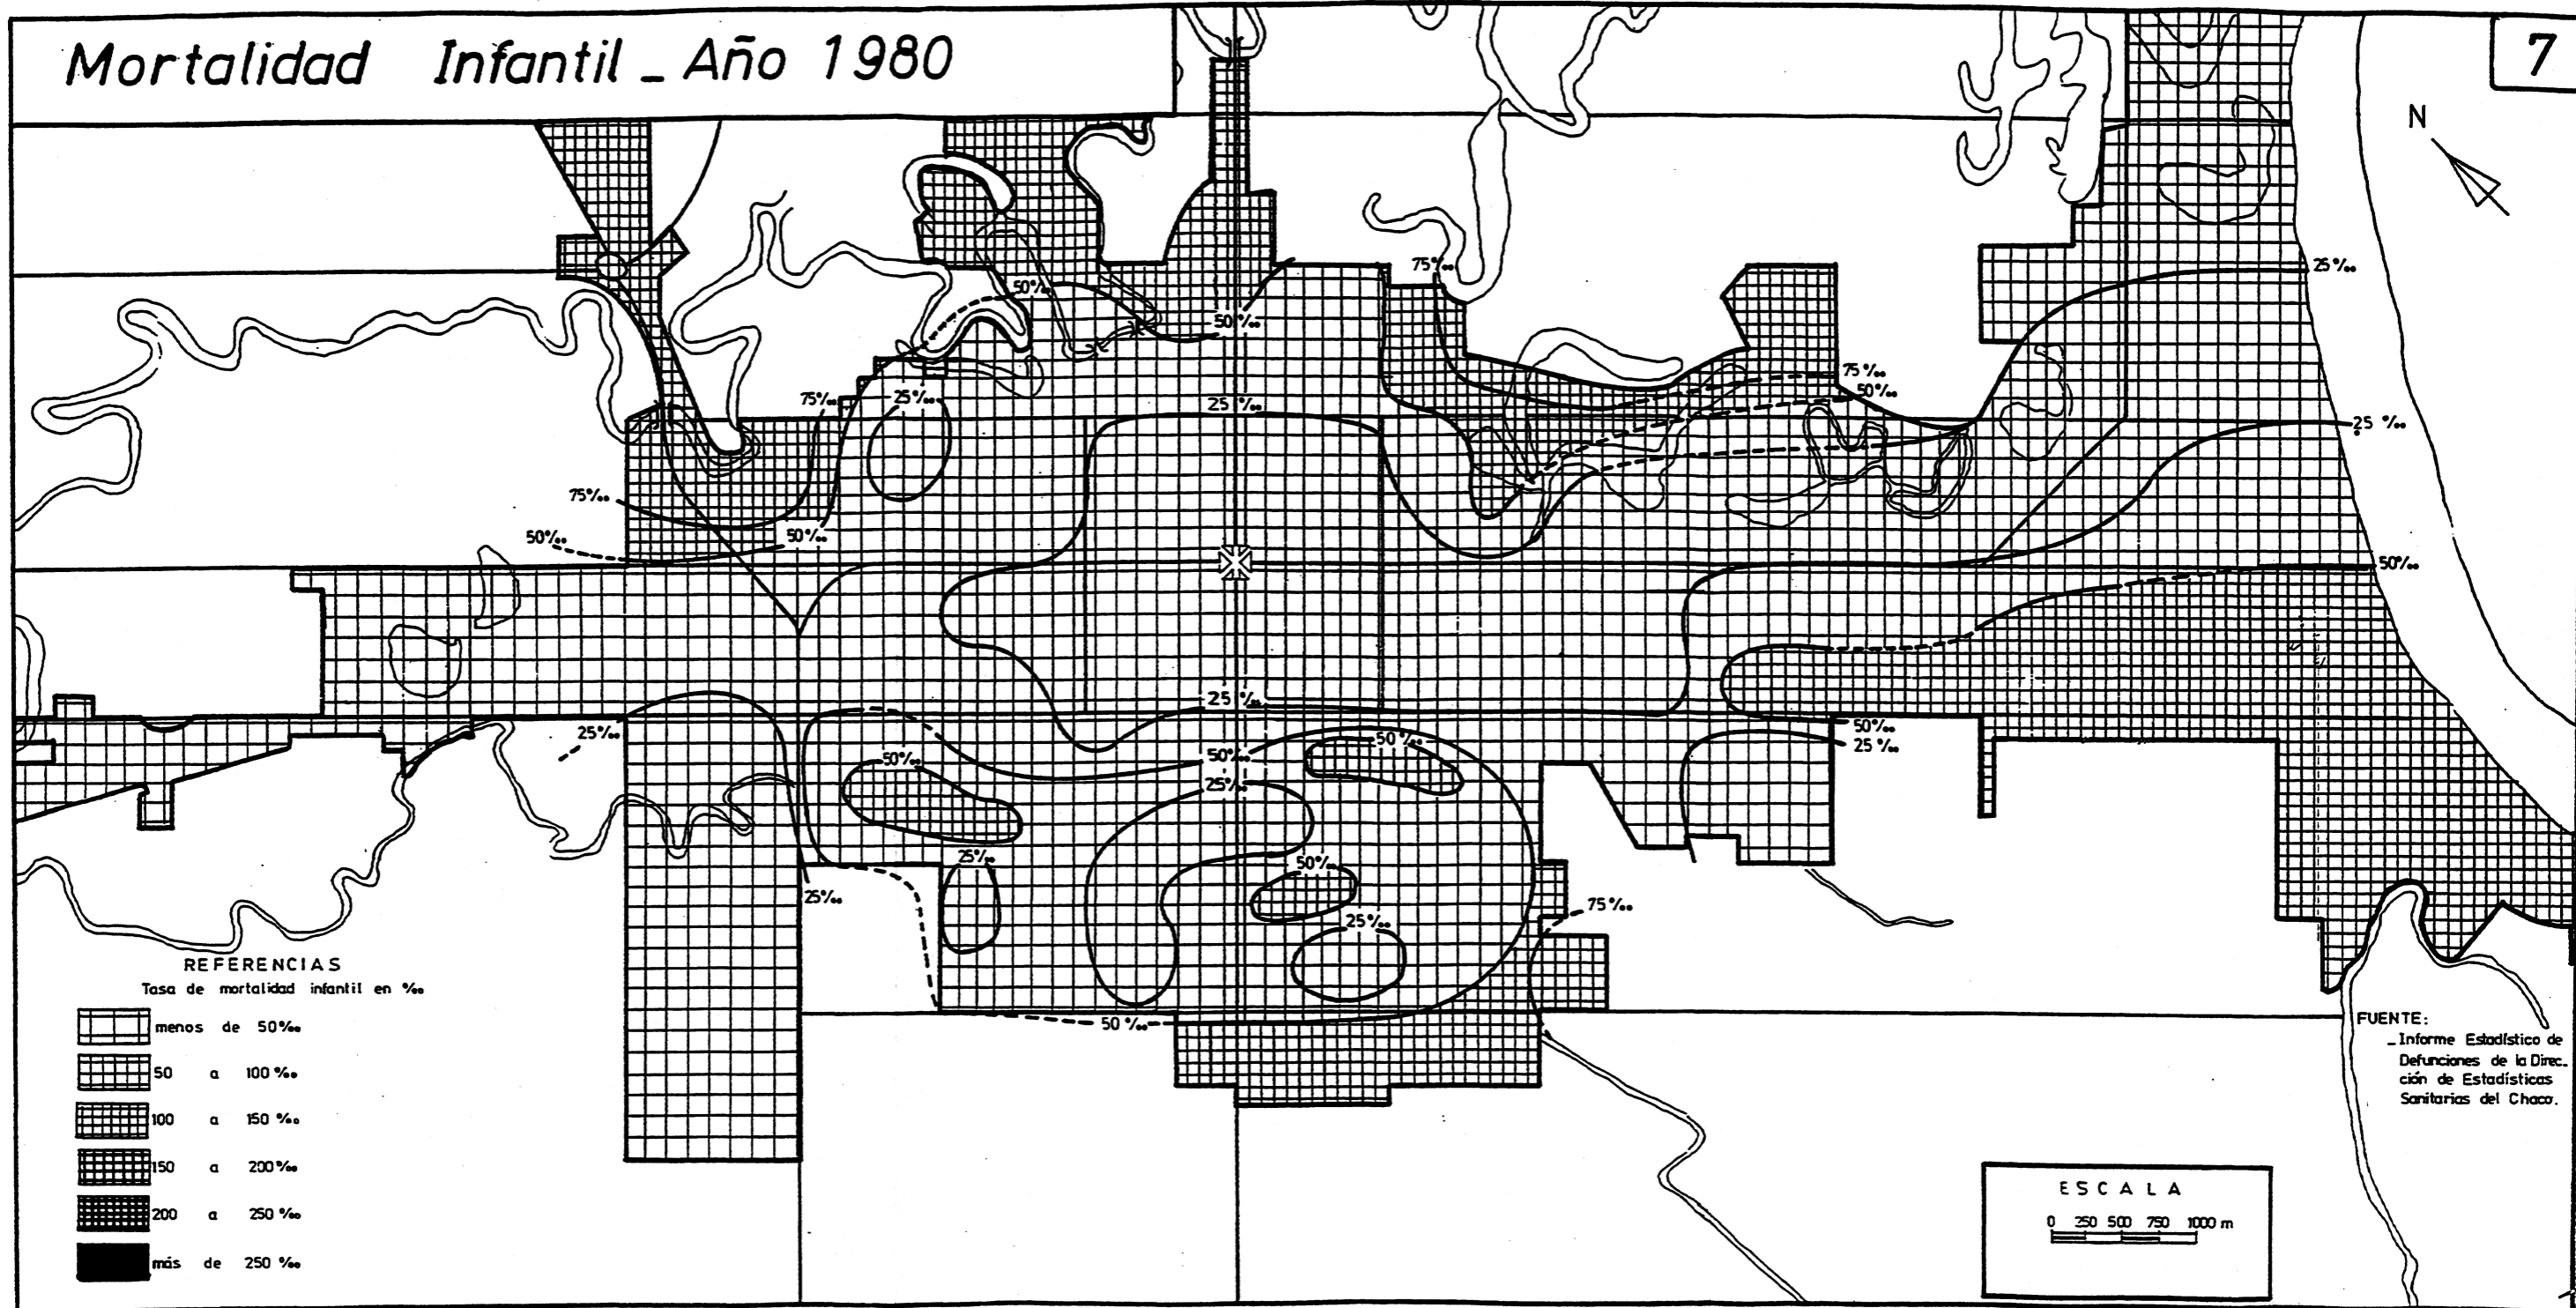 Mortalidad Infantil - Año 1980
7
N
75‰
25‰
50‰
50‰
75‰
50‰
75‰
25‰
25‰
25‰
75‰
50‰
50‰
50‰
25‰
25‰
50‰
25‰
50‰
50‰
50‰
25‰
25‰
25‰
50‰
25‰
75‰
25‰
50‰
REFERENCIAS
Tasa de mortalidad infantil en ‰
menos de 50‰
50 a 100‰
100 a 150‰
150 a 200‰
200 a 250‰
más de 250‰
FUENTE:
- Informe Estadístico de
Defunciones de la Direc-
ción de Estadísticas
Sanitarias del Chaco.
ESCALA
0 250 500 750 1000 m